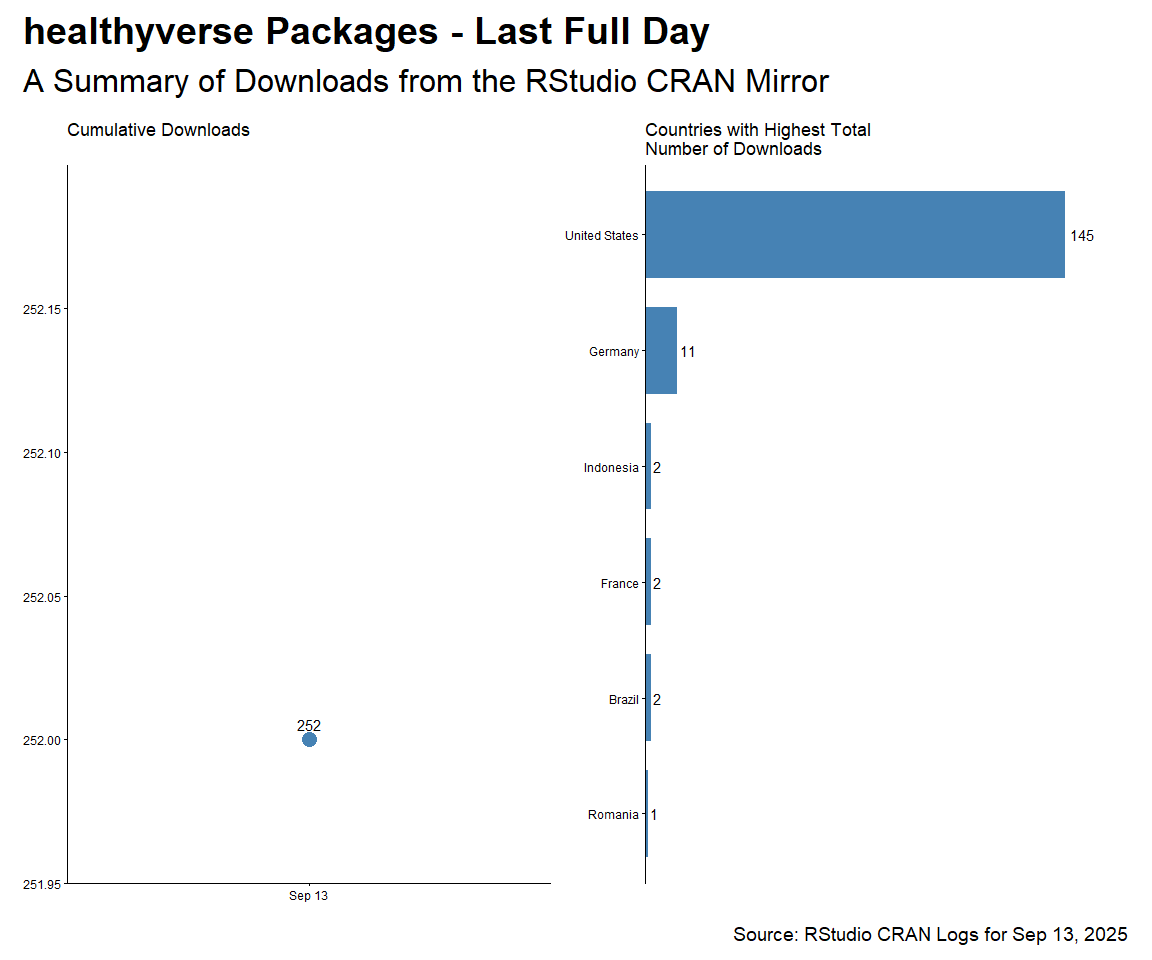 healthyverse Packages - Last Full Day
A Summary of Downloads from the RStudio CRAN Mirror
Cumulative Downloads
252.15
252.10
252.05
252.00
251.95
252
Sep 13
Countries with Highest Total
Number of Downloads
United States 145
Germany 11
Indonesia 2
France 2
Brazil 2
Romania 1
Source: RStudio CRAN Logs for Sep 13, 2025